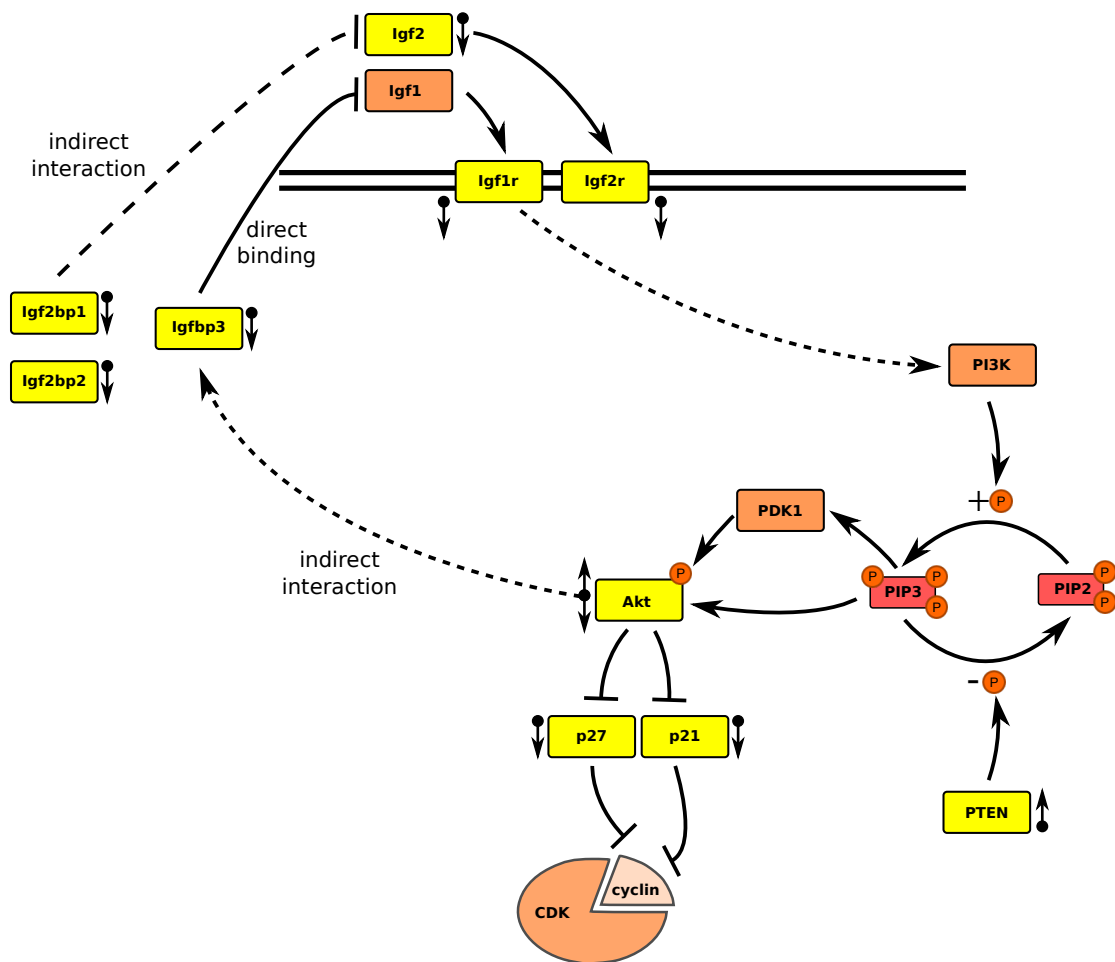 Igf2
Igf1
indirect
interaction
Igf1r
Igf2r
direct
binding
Igf2bp1
Igfbp3
Igf2bp2
PI3K
+ P
PDK1
indirect
interaction
P
Akt
P
P
P
PIP3
P
P
PIP2
- P
p27
p21
PTEN
cyclin
CDK